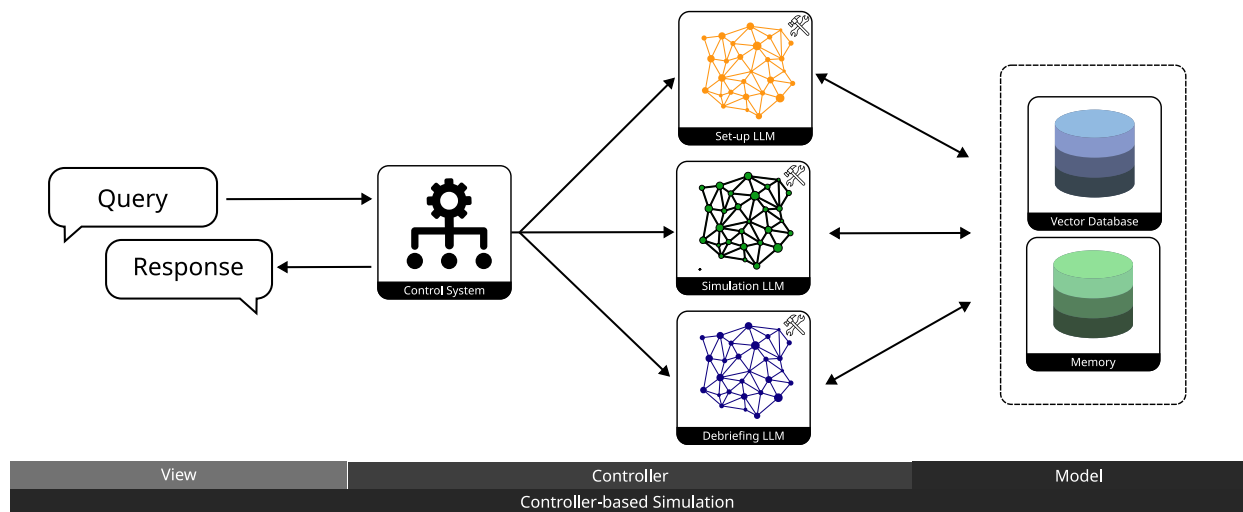 Query
Response
Control System
Set-up LLM
Simulation LLM
Debriefing LLM
Vector Database
Memory
View
Controller
Model
Controller-based Simulation